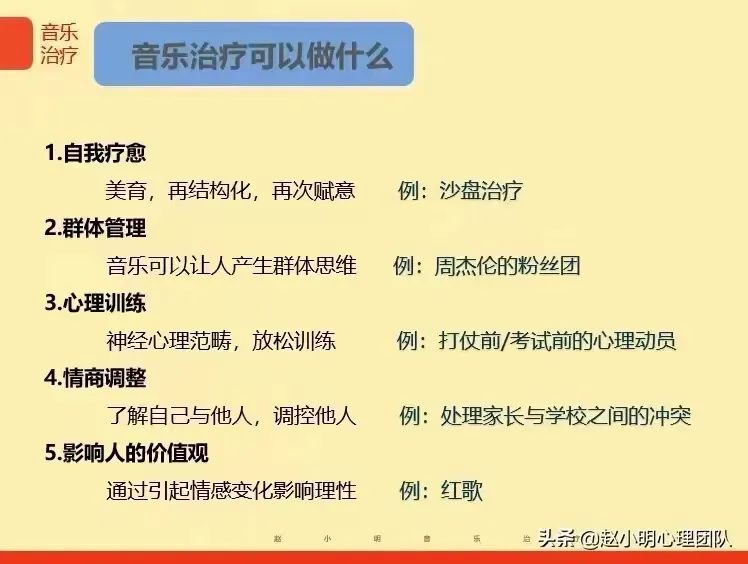 音乐
治疗
音乐治疗可以做什么
1.自我疗愈
美育，再结构化，再次赋意 例：沙盘治疗
2.群体管理
音乐可以让人产生群体思维 例：周杰伦的粉丝团
3.心理训练
神经心理范畴，放松训练 例：打仗前/考试前的心理动员
4.情商调整
了解自己与他人，调控他人 例：处理家长与学校之间的冲突
5.影响人的价值观
通过引起情感变化影响理性 例：红歌
赵 小 明 音 乐 治
头条 @赵小明心理团队